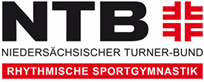 NTB
NIEDERSÄCHSISCHER TURNER-BUND
RHYTHMISCHE SPORTGYMNASTIK